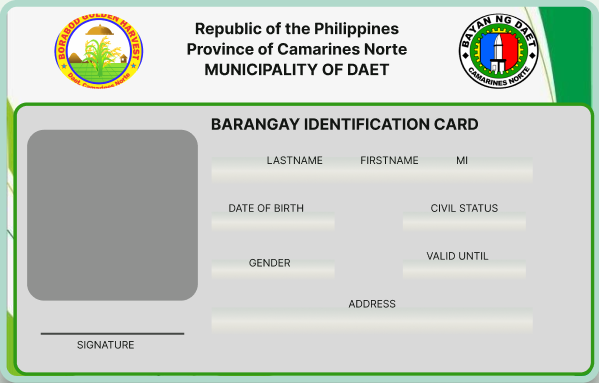 Republic of the Philippines
Province of Camarines Norte
MUNICIPALITY OF DAET
BORABOD GOLDEN HARVEST
Daet, Camarines Norte
BAYAN NG DAET
CAMARINES NORTE
BARANGAY IDENTIFICATION CARD
LASTNAME FIRSTNAME MI
DATE OF BIRTH CIVIL STATUS
GENDER VALID UNTIL
ADDRESS
SIGNATURE